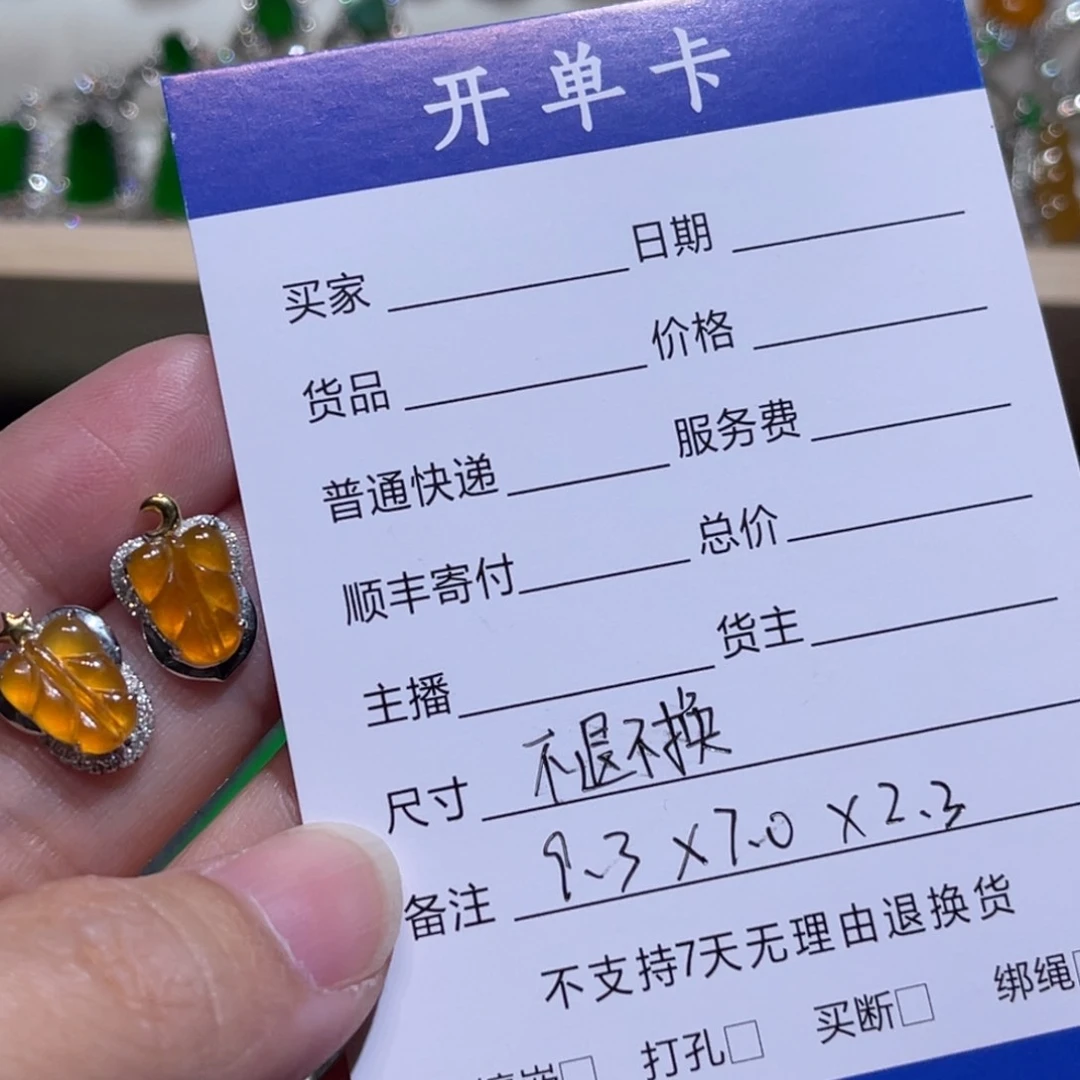 开单卡
买家 日期
货品 价格
普通快递 服务费
顺丰寄付 总价
主播 货主
尺寸 不退不换
备注 9.3×7.0×2.3
不支持7天无理由退换货
打孔 买断 绑绳